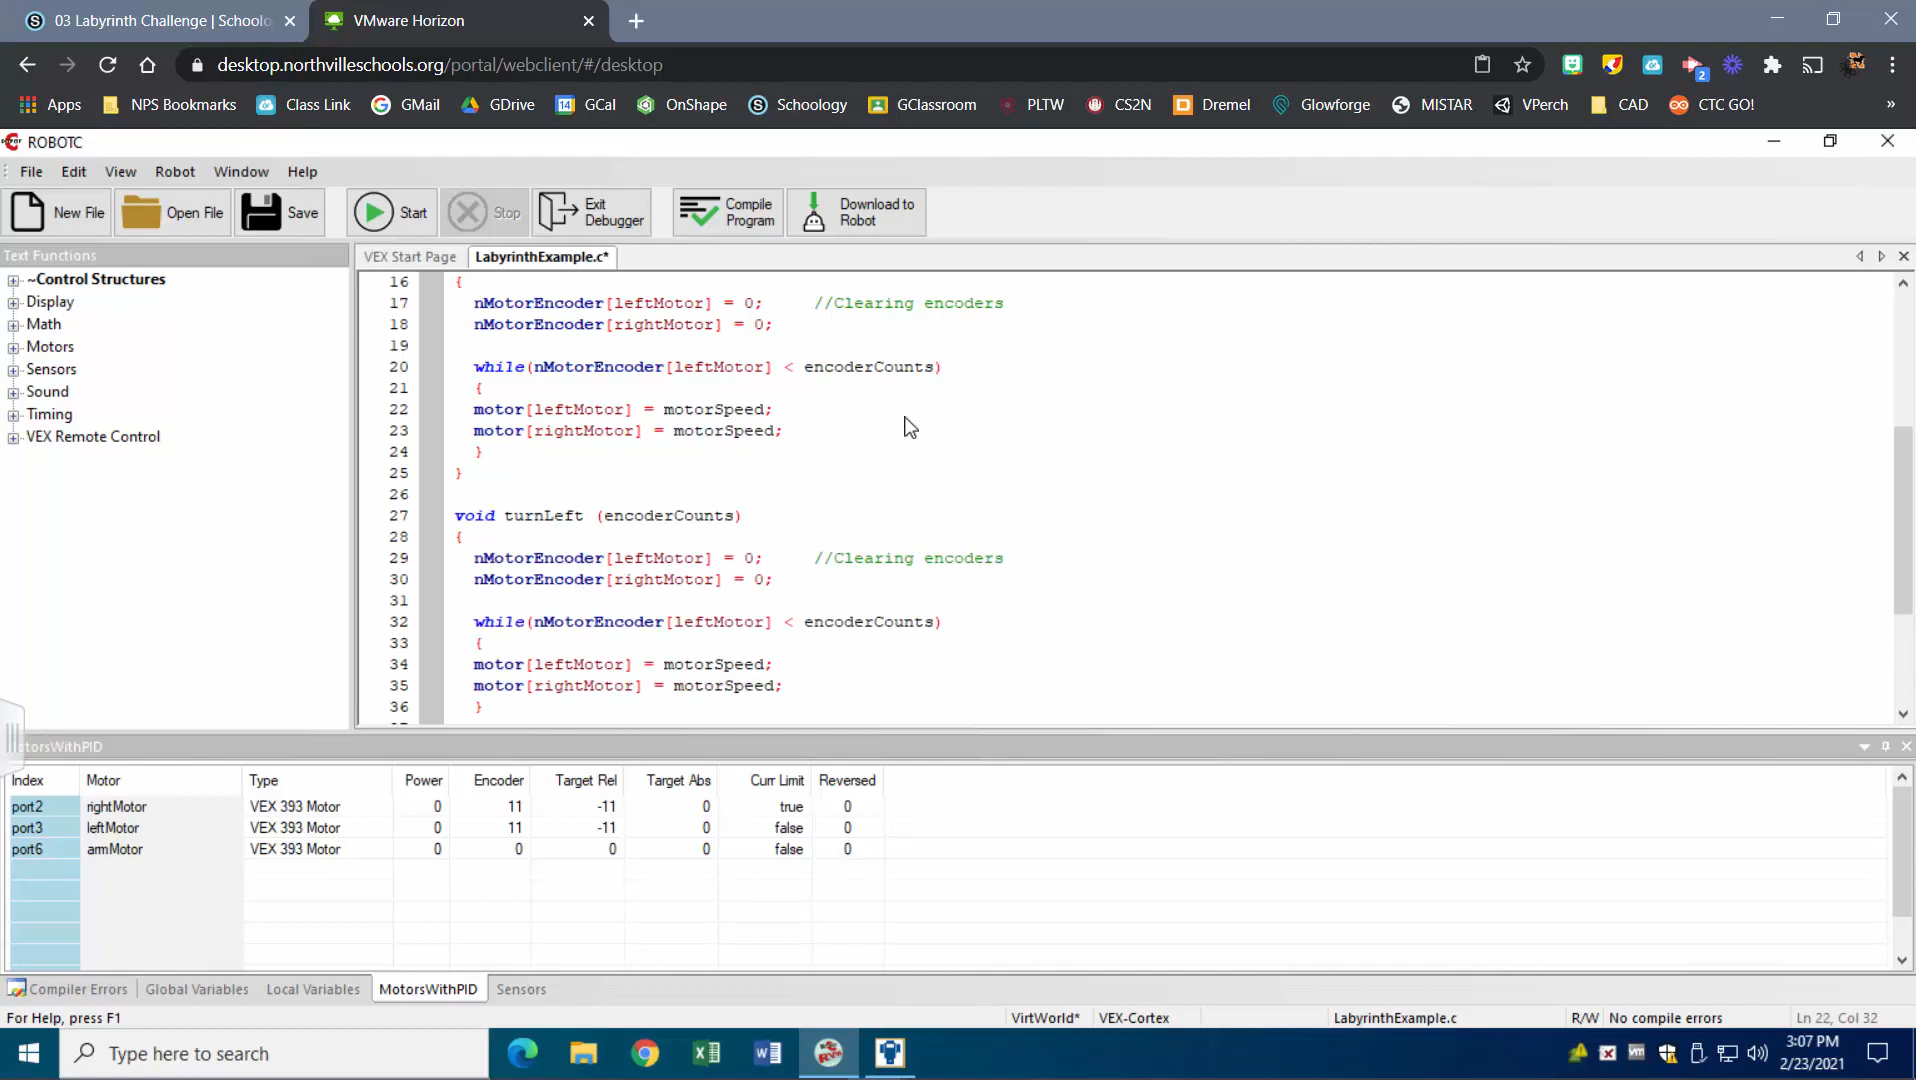 03 Labyrinth Challenge | Schoolo
VMware Horizon
desktop.northvilleschools.org/portal/webclient/#/desktop
2
Apps NPS Bookmarks Class Link GMail GDrive 14 GCal OnShape Schoology GClassroom PLTW CS2N Dremel Glowforge MISTAR VPerch CAD CTC GO! »
ROBOTC
File Edit View Robot Window Help
New File Open File Save Start Stop Exit Debugger Compile Program Download to Robot
Text Functions
~Control Structures
Display
Math
Motors
Sensors
Sound
Timing
VEX Remote Control
VEX Start Page LabyrinthExample.c*
16 {
17 nMotorEncoder[leftMotor] = 0; //Clearing encoders
18 nMotorEncoder[rightMotor] = 0;
19
20 while(nMotorEncoder[leftMotor] < encoderCounts)
21 {
22 motor[leftMotor] = motorSpeed;
23 motor[rightMotor] = motorSpeed;
24 }
25 }
26
27 void turnLeft (encoderCounts)
28 {
29 nMotorEncoder[leftMotor] = 0; //Clearing encoders
30 nMotorEncoder[rightMotor] = 0;
31
32 while(nMotorEncoder[leftMotor] < encoderCounts)
33 {
34 motor[leftMotor] = motorSpeed;
35 motor[rightMotor] = motorSpeed;
36 }
otorsWithPID
Index Motor Type Power Encoder Target Rel Target Abs Curr Limit Reversed
port2 rightMotor VEX 393 Motor 0 11 -11 0 true 0
port3 leftMotor VEX 393 Motor 0 11 -11 0 false 0
port6 armMotor VEX 393 Motor 0 0 0 0 false 0
Compiler Errors Global Variables Local Variables MotorsWithPID Sensors
For Help, press F1 VirtWorld* VEX-Cortex LabyrinthExample.c R/W No compile errors Ln 22, Col 32
Type here to search
3:07 PM
2/23/2021